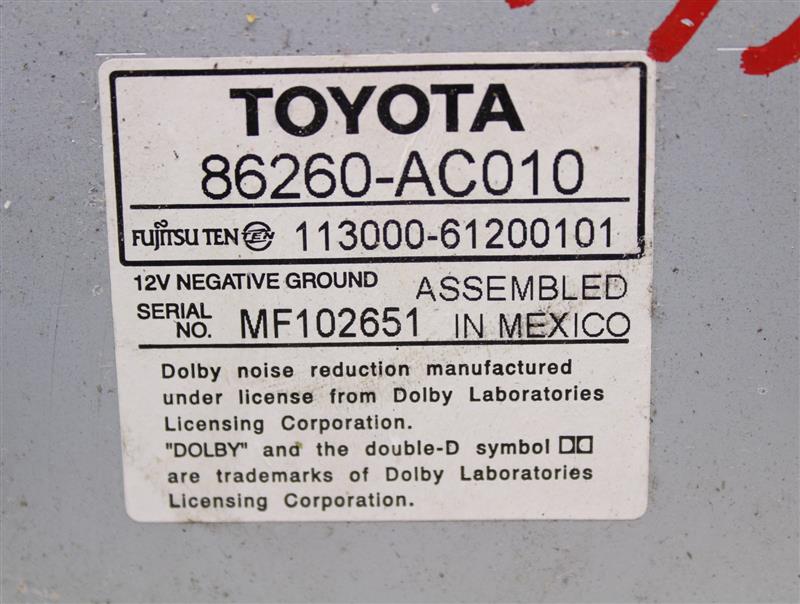 TOYOTA
86260-AC010
FUJITSU TEN TEN 113000-61200101
12V NEGATIVE GROUND
ASSEMBLED
IN MEXICO
SERIAL
NO. MF102651
Dolby noise reduction manufactured
under license from Dolby Laboratories
Licensing Corporation.
"DOLBY" and the double-D symbol
are trademarks of Dolby Laboratories
Licensing Corporation.